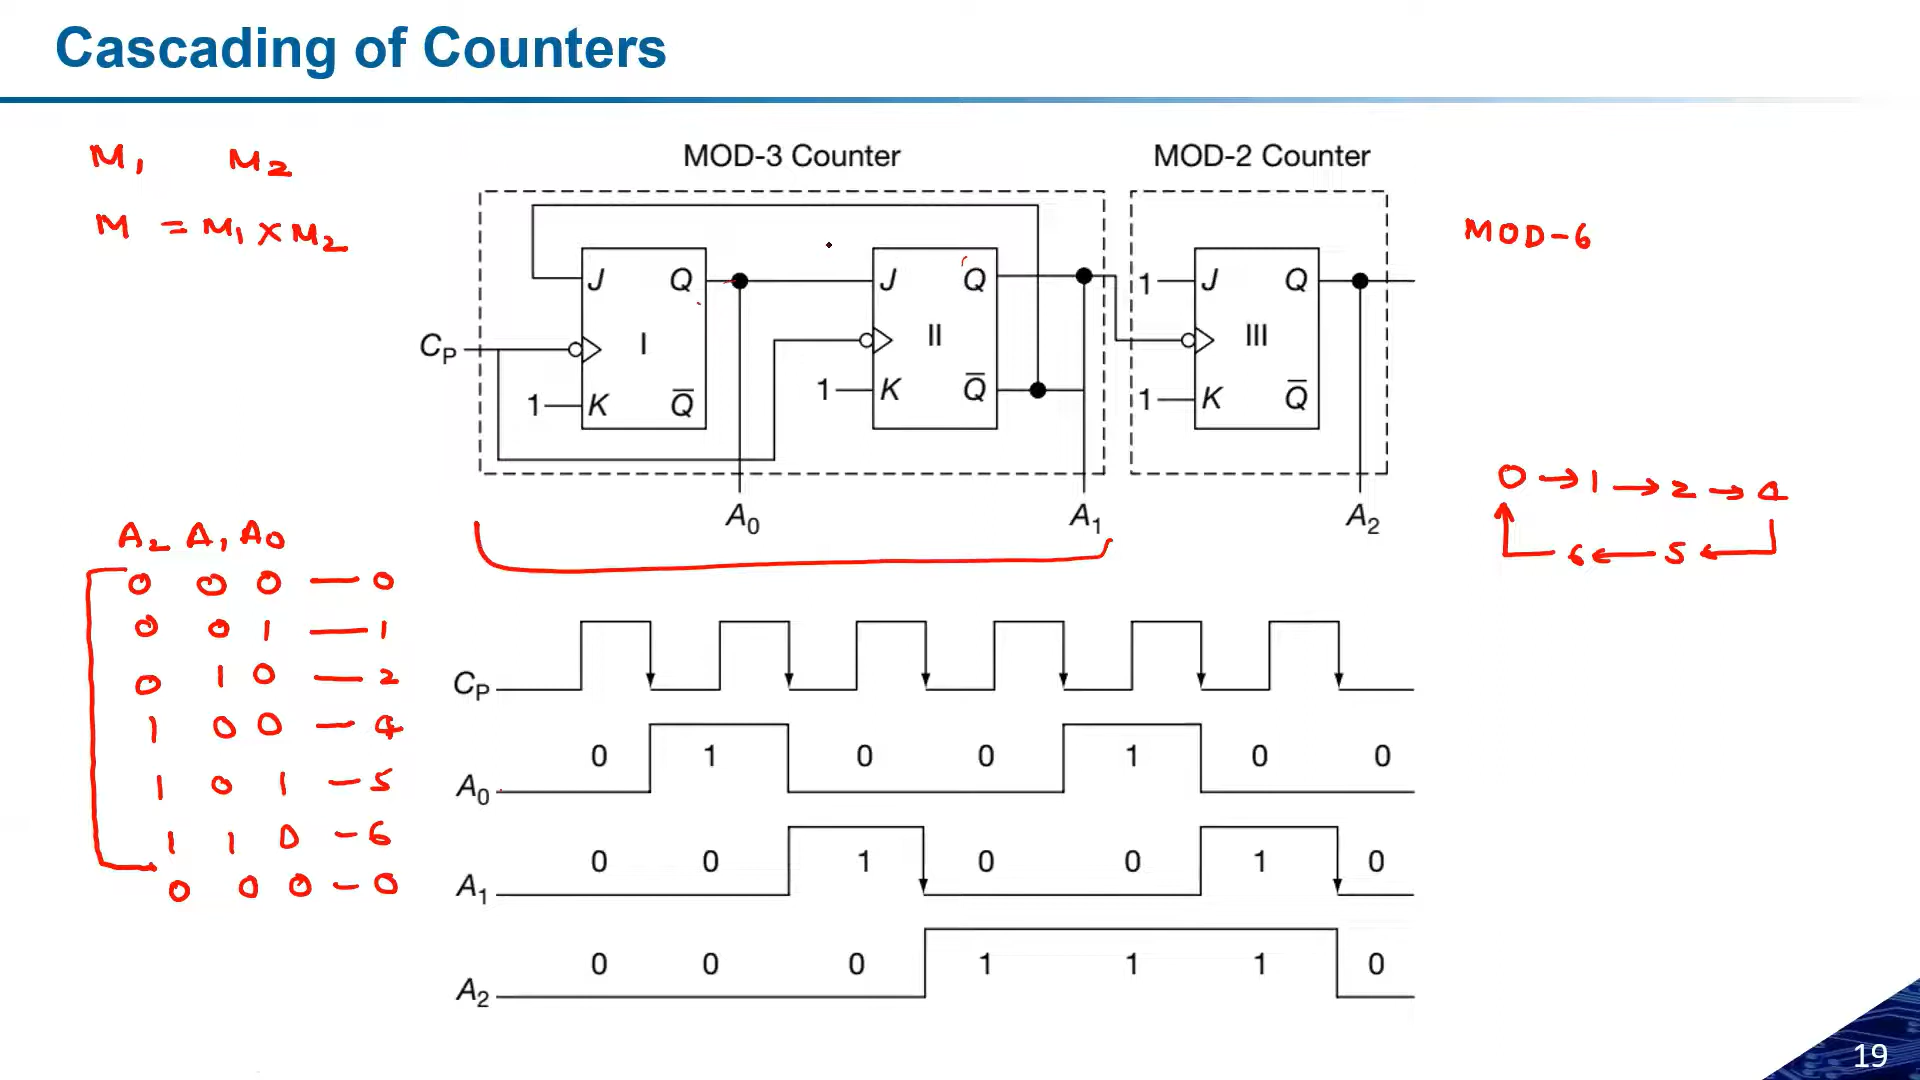 Cascading of Counters
M₁ M₂
M = M₁ × M₂
MOD-3 Counter
MOD-2 Counter
MOD-6
J Q
I
K Q̅
1
C_P
J Q
II
1 K Q̅
1 J Q
III
1 K Q̅
A₀ A₁ A₂
0 → 1 → 2 → 4
6 ← 5 ←
A₂ A₁ A₀
0 0 0 — 0
0 0 1 — 1
0 1 0 — 2
1 0 0 — 4
1 0 1 — 5
1 1 0 — 6
0 0 0 — 0
C_P
A₀ 0 1 0 0 1 0 0
A₁ 0 0 1 0 0 1 0
A₂ 0 0 0 1 1 1 0
19